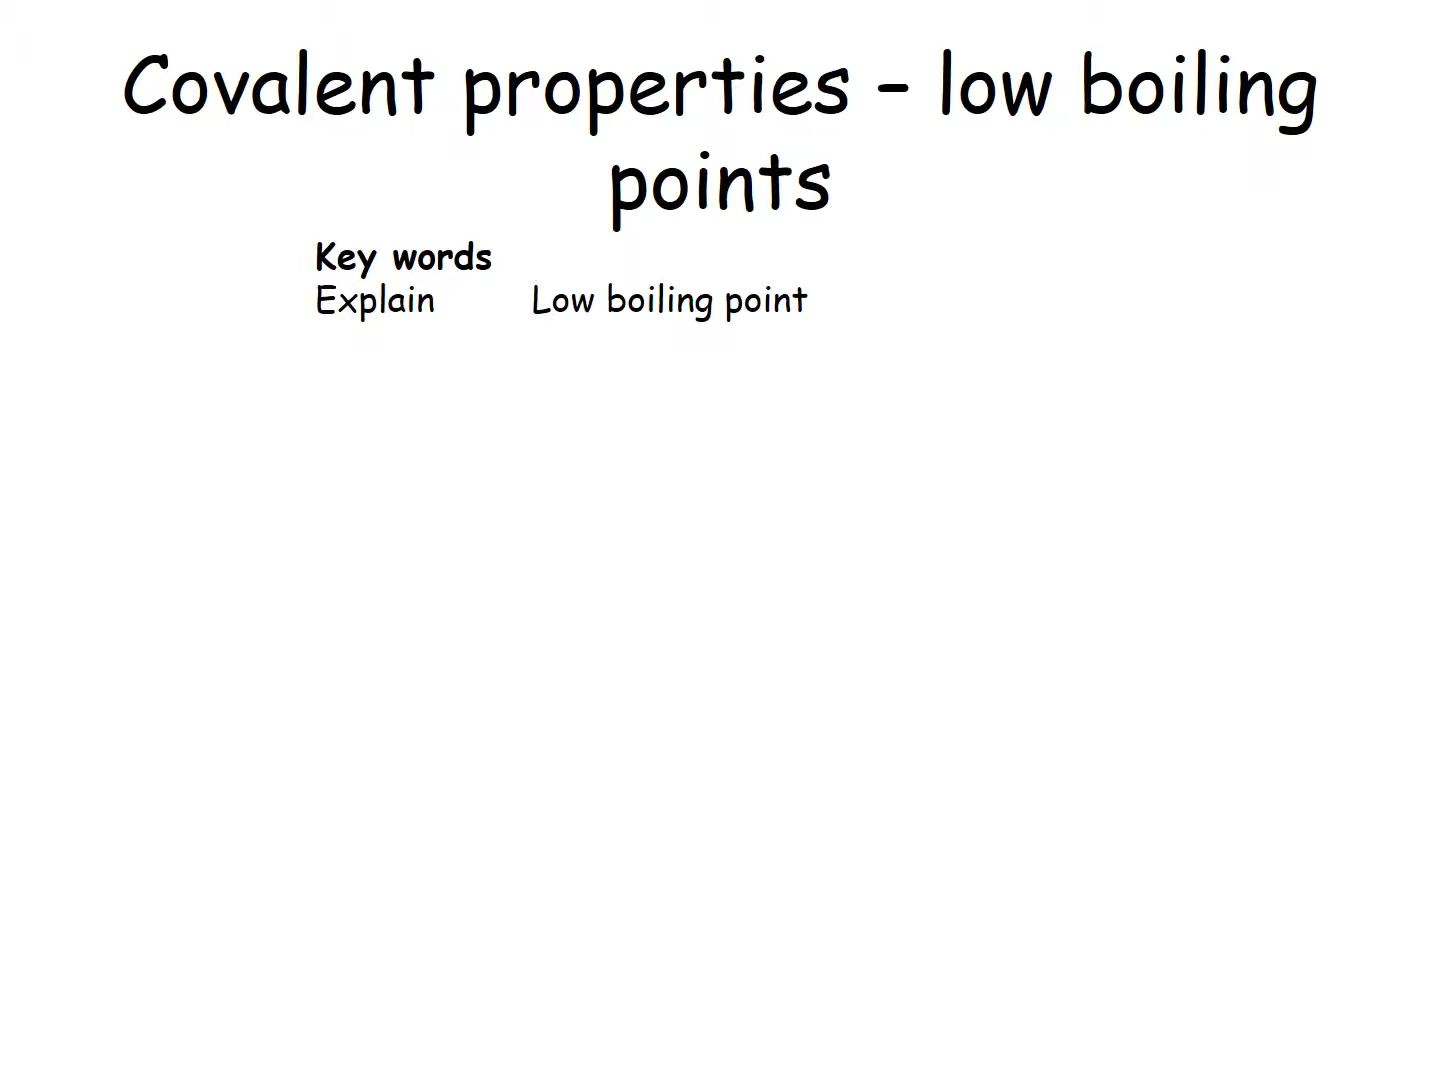 Covalent properties – low boiling
points
Key words
Explain Low boiling point